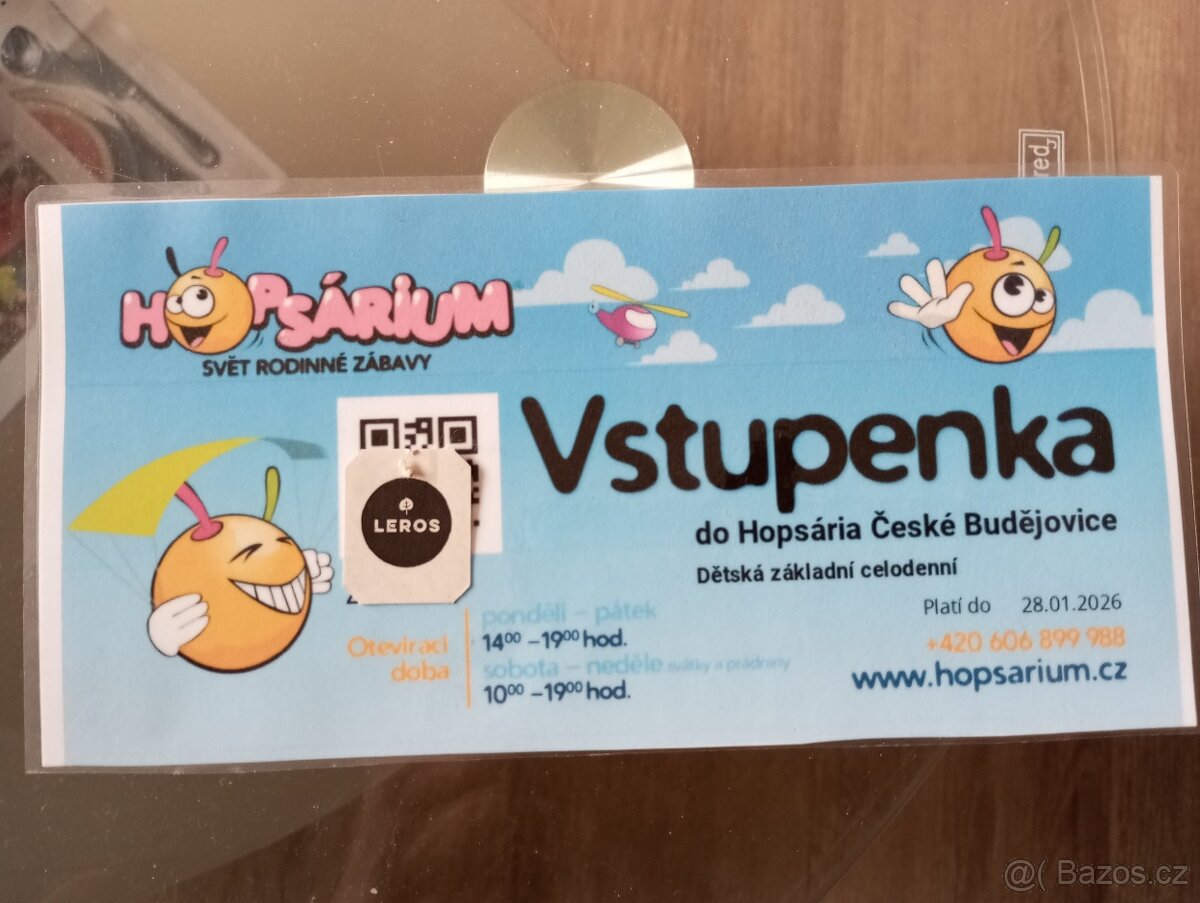 HOPSÁRIUM
SVĚT RODINNÉ ZÁBAVY
Vstupenka
do Hopsária České Budějovice
Dětská základní celodenní
LEROS
Platí do 28.01.2026
+420 606 899 988
www.hopsarium.cz
Otevírací
doba
pondělí – pátek
14⁰⁰ – 19⁰⁰ hod.
sobota – neděle svátky a prádniny
10⁰⁰ – 19⁰⁰ hod.
@( Bazos.cz